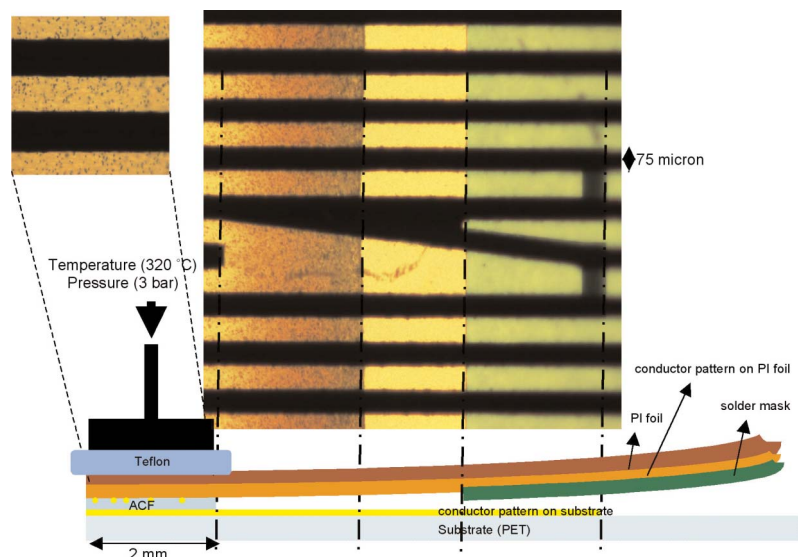 75 micron
Temperature (320 °C)
Pressure (3 bar)
conductor pattern on PI foil
PI foil
solder mask
Teflon
ACF
conductor pattern on substrate
Substrate (PET)
2 mm